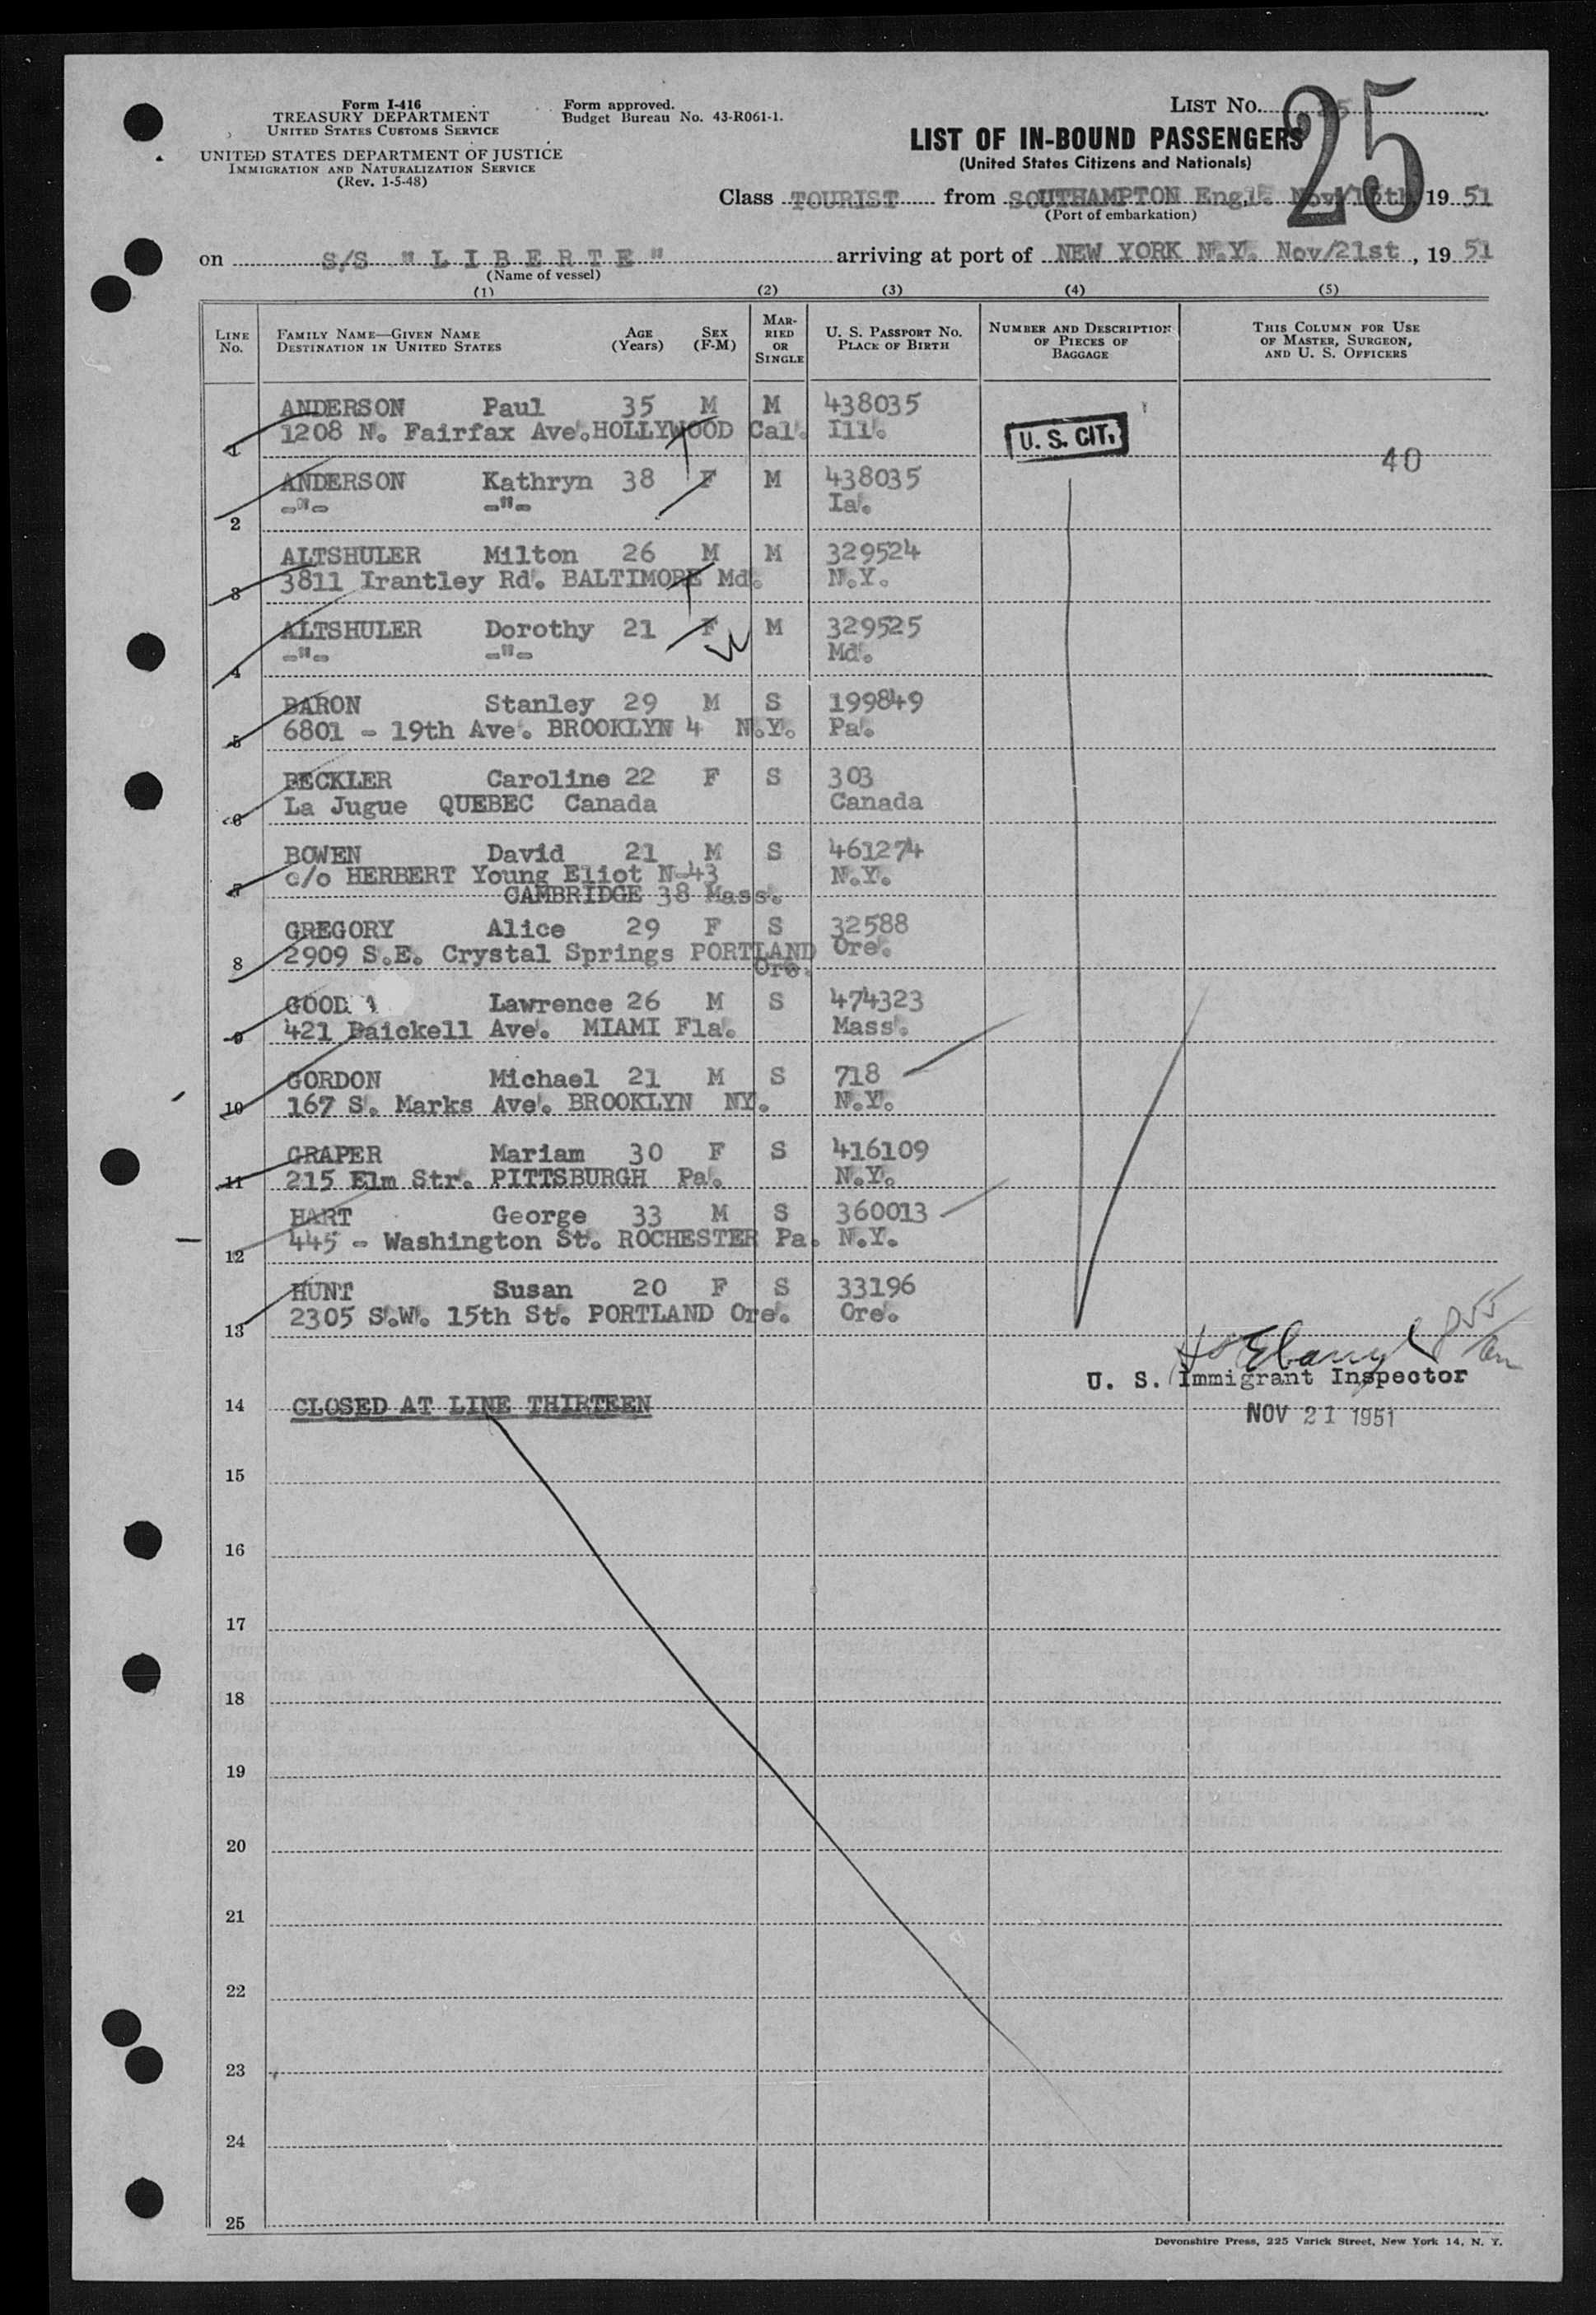 Form I-416
TREASURY DEPARTMENT
UNITED STATES CUSTOMS SERVICE
UNITED STATES DEPARTMENT OF JUSTICE
IMMIGRATION AND NATURALIZATION SERVICE
(Rev. 1-5-48)
Form approved.
Budget Bureau No. 43-R061-1.
LIST NO. 25
LIST OF IN-BOUND PASSENGERS
(United States Citizens and Nationals)
Class TOURIST from SOUTHAMPTON Engl. Nov/15th, 19 51
(Port of embarkation)
on S/S "LIBERTE" arriving at port of NEW YORK N.Y. Nov/21st, 19 51
(Name of vessel)
(1) (2) (3) (4) (5)
LINE NO. FAMILY NAME—GIVEN NAME DESTINATION IN UNITED STATES AGE (Years) SEX (F-M) MARRIED OR SINGLE U. S. PASSPORT NO. PLACE OF BIRTH NUMBER AND DESCRIPTION OF PIECES OF BAGGAGE THIS COLUMN FOR USE OF MASTER, SURGEON, AND U. S. OFFICERS
ANDERSON Paul 35 M M 438035
1 1208 N. Fairfax Ave. HOLLYWOOD Cal. Ill. U. S. CIT.
40
ANDERSON Kathryn 38 F M 438035
2 -"- -"- Ia.
ALTSHULER Milton 26 M M 329524
3 3811 Irantley Rd. BALTIMORE Md. N.Y.
ALTSHULER Dorothy 21 F M 329525
4 -"- -"- Md.
BARON Stanley 29 M S 199849
5 6801 - 19th Ave. BROOKLYN 4 N.Y. Pa.
BECKLER Caroline 22 F S 303
6 La Jugue QUEBEC Canada Canada
BOWEN David 21 M S 461274
7 c/o HERBERT Young Eliot N-43 N.Y.
CAMBRIDGE 38 Mass.
GREGORY Alice 29 F S 32588
8 2909 S.E. Crystal Springs PORTLAND Ore. Ore.
GOOD Lawrence 26 M S 474323
9 421 Baickell Ave. MIAMI Fla. Mass.
GORDON Michael 21 M S 718
10 167 S. Marks Ave. BROOKLYN NY. N.Y.
GRAPER Mariam 30 F S 416109
11 215 Elm Str. PITTSBURGH Pa. N.Y.
HART George 33 M S 360013
12 445 - Washington St. ROCHESTER Pa. N.Y.
HUNT Susan 20 F S 33196
13 2305 S.W. 15th St. PORTLAND Ore. Ore.
U. S. Immigrant Inspector
14 CLOSED AT LINE THIRTEEN
NOV 21 1951
15
16
17
18
19
20
21
22
23
24
25
Devonshire Press, 225 Varick Street, New York 14, N. Y.